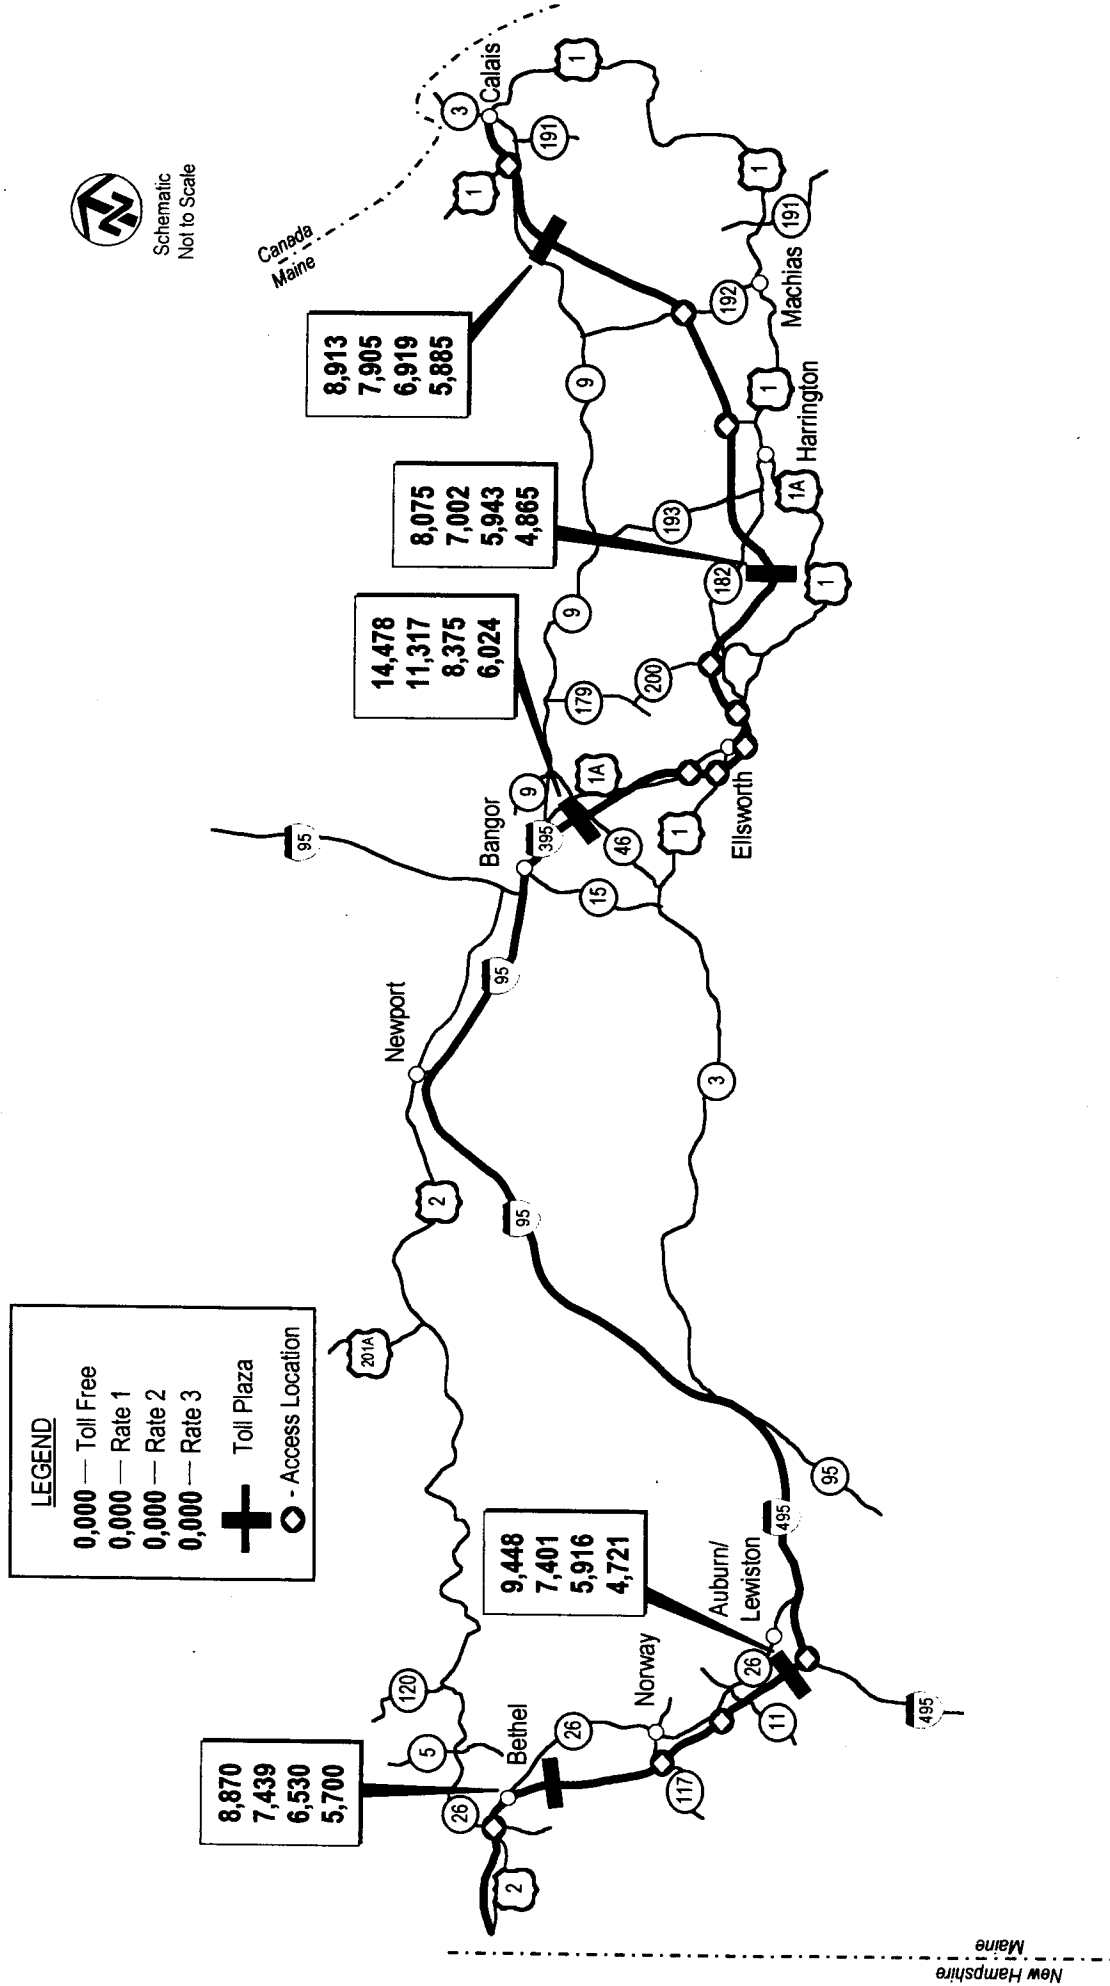 Schematic
Not to Scale
Canada
Maine
LEGEND
0,000 — Toll Free
0,000 — Rate 1
0,000 — Rate 2
0,000 — Rate 3
Toll Plaza
- Access Location
8,870
7,439
6,530
5,700
9,448
7,401
5,916
4,721
14,478
11,317
8,375
6,024
8,075
7,002
5,943
4,865
8,913
7,905
6,919
5,885
New Hampshire
Maine
2
26
5
120
Bethel
26
117
Norway
11
26
Auburn/
Lewiston
495
495
95
201A
2
95
3
Newport
95
95
Bangor
15
395
46
9
1A
1
Ellsworth
179
200
9
182
193
1
1A
Harrington
9
1
192
Machias
191
1
1
191
3
Calais
1
N